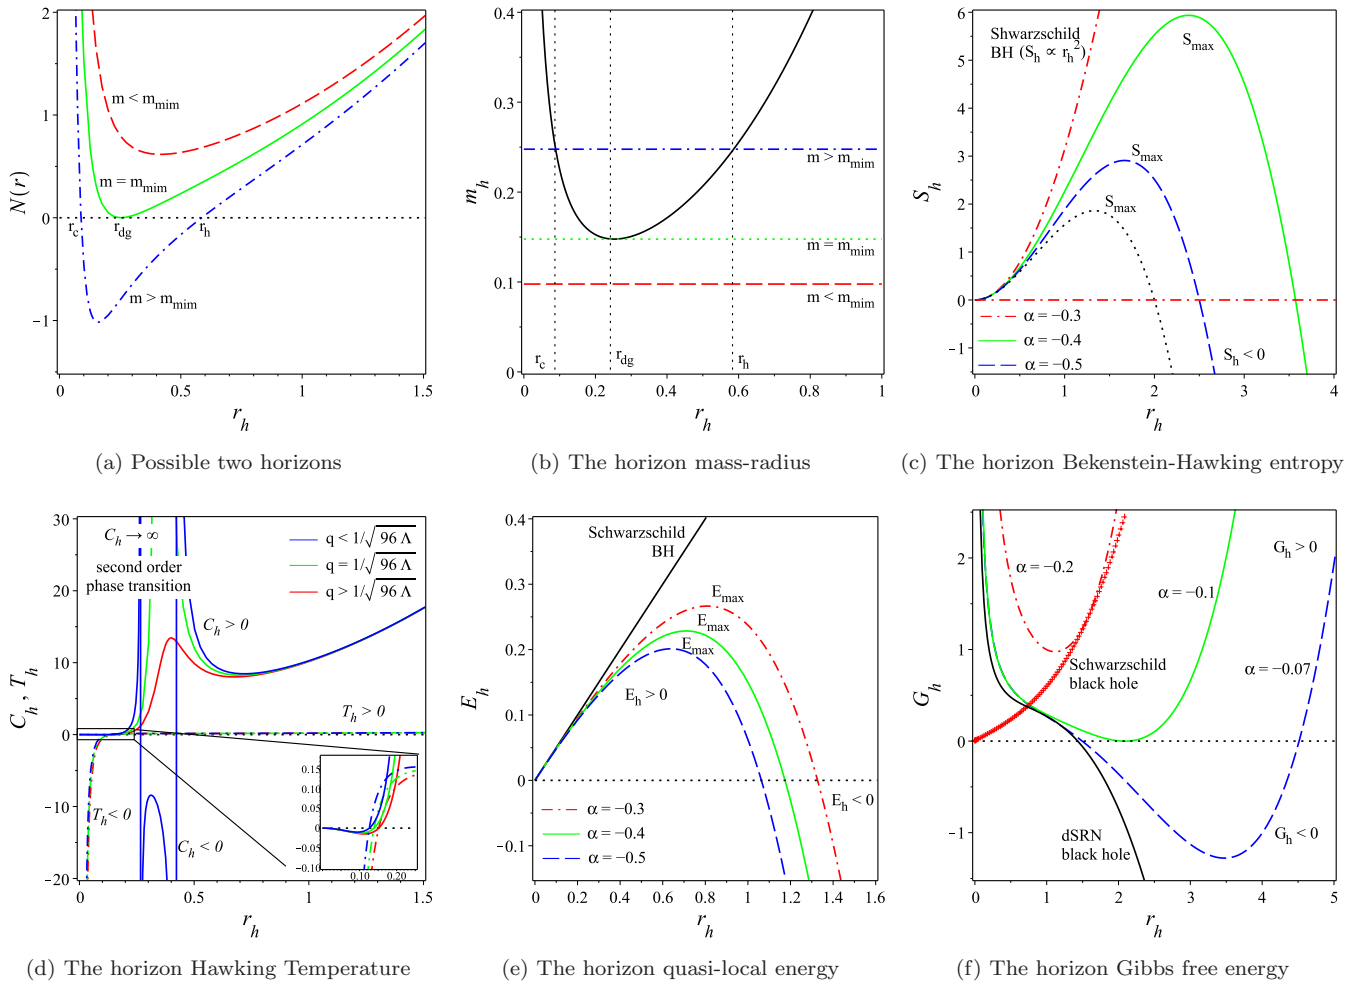 2
1
0
−1
N(r)
m < m_mim
m = m_mim
m > m_mim
r_c
r_dg
r_h
0
0.5
1.0
1.5
r_h
(a) Possible two horizons
0.4
0.3
0.2
0.1
0
m_h
m > m_mim
m = m_mim
m < m_mim
r_c
r_dg
r_h
0
0.2
0.4
0.6
0.8
1
r_h
(b) The horizon mass-radius
6
5
4
3
2
1
0
−1
S_h
Shwarzschild
BH (S_h ∝ r_h^2)
S_max
S_max
S_max
α = −0.3
α = −0.4
α = −0.5
S_h < 0
0
1
2
3
4
r_h
(c) The horizon Bekenstein-Hawking entropy
30
20
10
0
−10
−20
C_h , T_h
C_h → ∞
second order
phase transition
q < 1/√96 Λ
q = 1/√96 Λ
q > 1/√96 Λ
C_h > 0
T_h > 0
T_h < 0
C_h < 0
0.15
0.10
0.05
0
−0.05
−0.10
0.10
0.20
0
0.5
1
1.5
r_h
(d) The horizon Hawking Temperature
0.4
0.3
0.2
0.1
0
−0.1
E_h
Schwarzschild
BH
E_max
E_max
E_max
E_h > 0
E_h < 0
α = −0.3
α = −0.4
α = −0.5
0
0.2
0.4
0.6
0.8
1
1.2
1.4
1.6
r_h
(e) The horizon quasi-local energy
2
1
0
−1
G_h
G_h > 0
α = −0.2
α = −0.1
α = −0.07
Schwarzschild
black hole
dSRN
black hole
G_h < 0
0
1
2
3
4
5
r_h
(f) The horizon Gibbs free energy